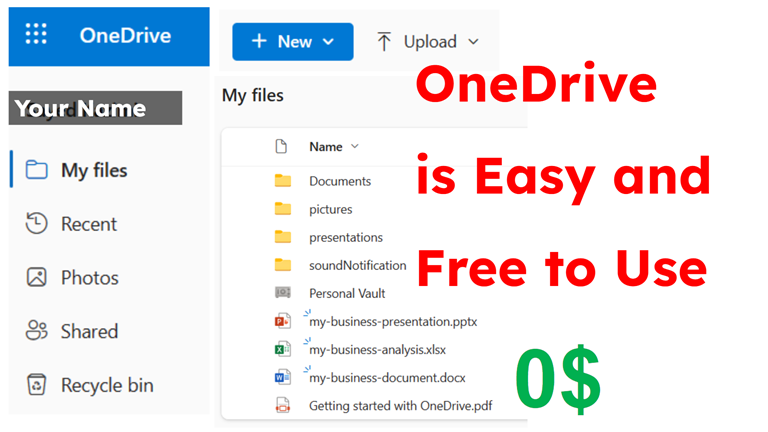 OneDrive
Your Name
My files
Recent
Photos
Shared
Recycle bin
+ New
Upload
My files
Name
Documents
pictures
presentations
soundNotification
Personal Vault
my-business-presentation.pptx
my-business-analysis.xlsx
my-business-document.docx
Getting started with OneDrive.pdf
OneDrive
is Easy and
Free to Use
0$